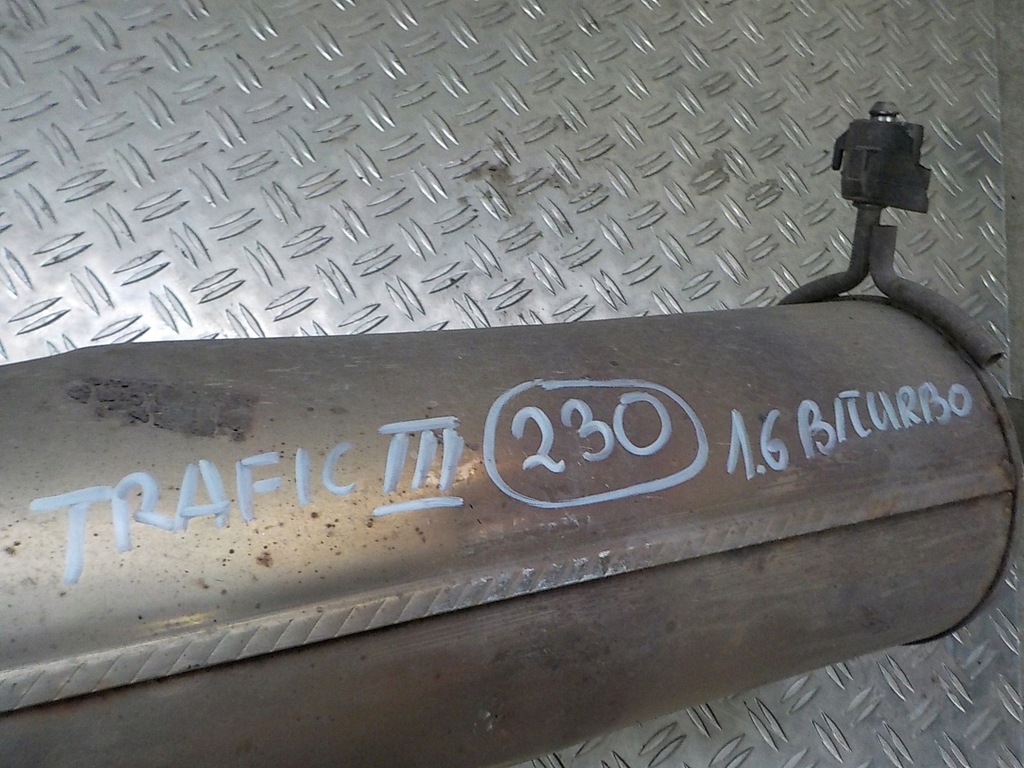 TRAFIC III 230 1.6 BITURBO